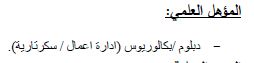 المؤهل العلمي:
– دبلوم /بكالوريوس (ادارة اعمال / سكرتارية).